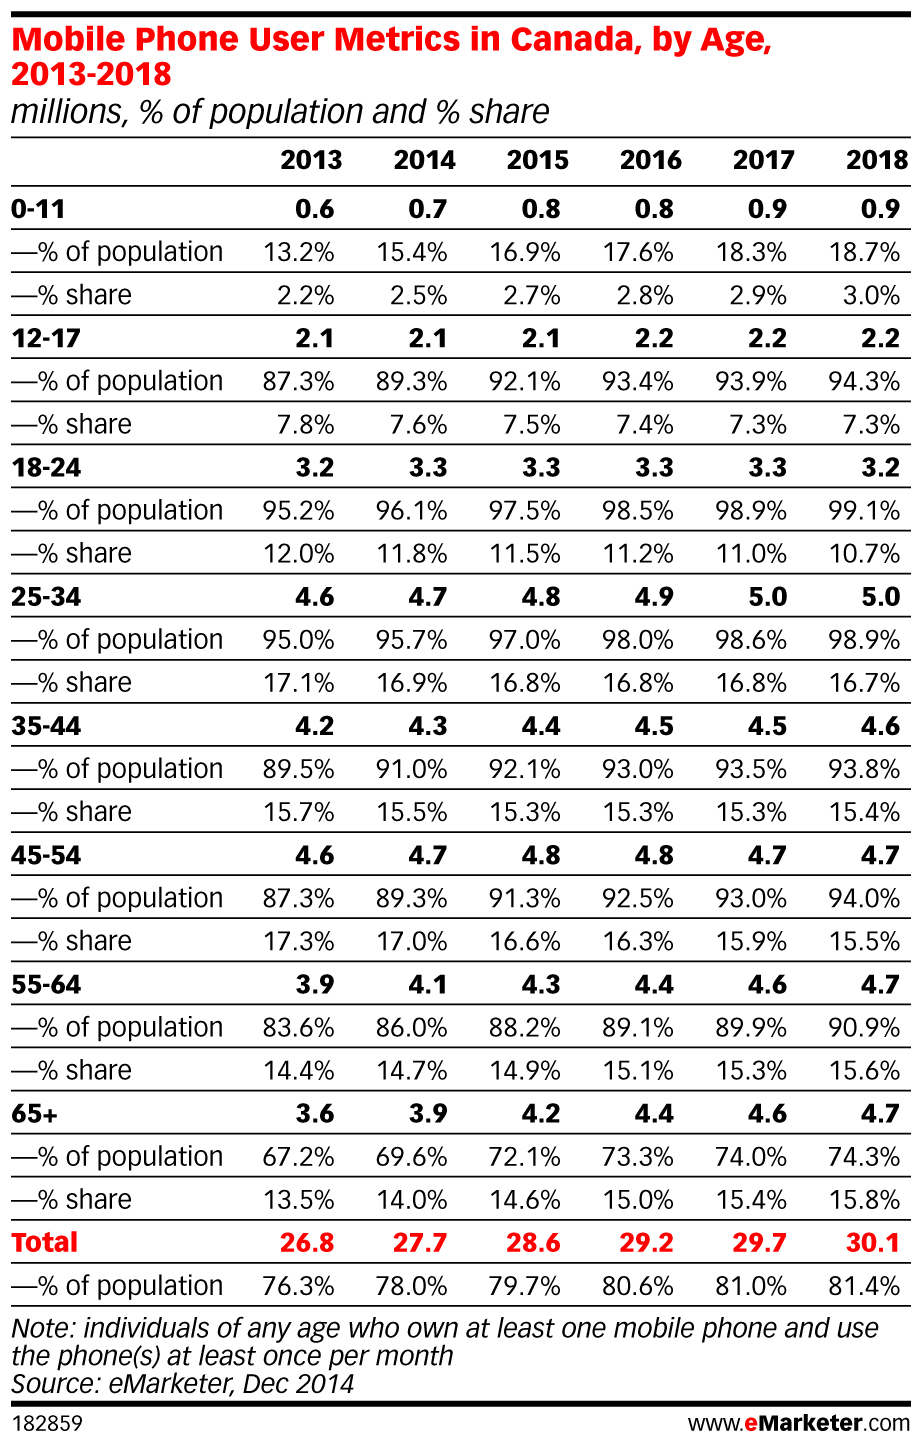 Mobile Phone User Metrics in Canada, by Age,
2013-2018
millions, % of population and % share
2013 2014 2015 2016 2017 2018
0-11 0.6 0.7 0.8 0.8 0.9 0.9
—% of population 13.2% 15.4% 16.9% 17.6% 18.3% 18.7%
—% share 2.2% 2.5% 2.7% 2.8% 2.9% 3.0%
12-17 2.1 2.1 2.1 2.2 2.2 2.2
—% of population 87.3% 89.3% 92.1% 93.4% 93.9% 94.3%
—% share 7.8% 7.6% 7.5% 7.4% 7.3% 7.3%
18-24 3.2 3.3 3.3 3.3 3.3 3.2
—% of population 95.2% 96.1% 97.5% 98.5% 98.9% 99.1%
—% share 12.0% 11.8% 11.5% 11.2% 11.0% 10.7%
25-34 4.6 4.7 4.8 4.9 5.0 5.0
—% of population 95.0% 95.7% 97.0% 98.0% 98.6% 98.9%
—% share 17.1% 16.9% 16.8% 16.8% 16.8% 16.7%
35-44 4.2 4.3 4.4 4.5 4.5 4.6
—% of population 89.5% 91.0% 92.1% 93.0% 93.5% 93.8%
—% share 15.7% 15.5% 15.3% 15.3% 15.3% 15.4%
45-54 4.6 4.7 4.8 4.8 4.7 4.7
—% of population 87.3% 89.3% 91.3% 92.5% 93.0% 94.0%
—% share 17.3% 17.0% 16.6% 16.3% 15.9% 15.5%
55-64 3.9 4.1 4.3 4.4 4.6 4.7
—% of population 83.6% 86.0% 88.2% 89.1% 89.9% 90.9%
—% share 14.4% 14.7% 14.9% 15.1% 15.3% 15.6%
65+ 3.6 3.9 4.2 4.4 4.6 4.7
—% of population 67.2% 69.6% 72.1% 73.3% 74.0% 74.3%
—% share 13.5% 14.0% 14.6% 15.0% 15.4% 15.8%
Total 26.8 27.7 28.6 29.2 29.7 30.1
—% of population 76.3% 78.0% 79.7% 80.6% 81.0% 81.4%
Note: individuals of any age who own at least one mobile phone and use
the phone(s) at least once per month
Source: eMarketer, Dec 2014
182859 www.eMarketer.com